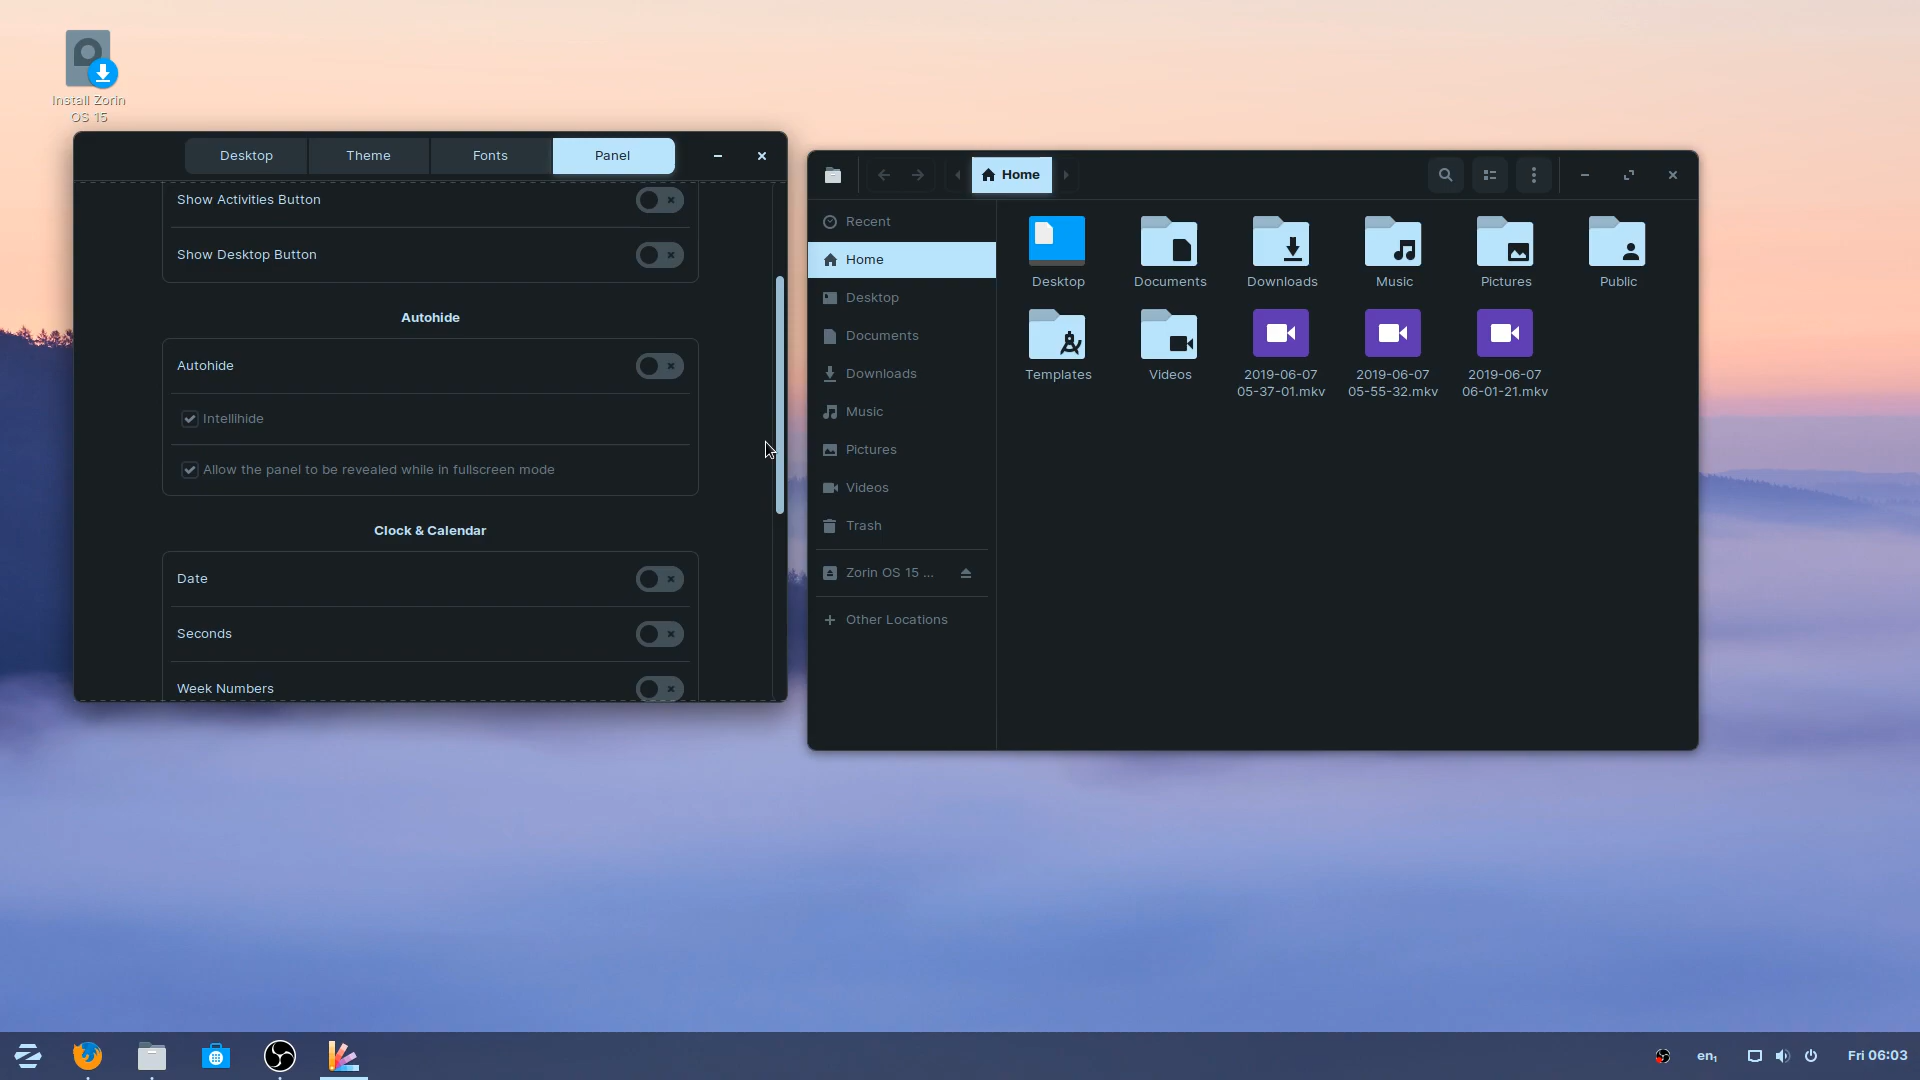 Install Zorin
OS 15
Desktop
Theme
Fonts
Panel
Show Activities Button
Show Desktop Button
Autohide
Autohide
Intellihide
Allow the panel to be revealed while in fullscreen mode
Clock & Calendar
Date
Seconds
Week Numbers
Home
Recent
Home
Desktop
Documents
Downloads
Music
Pictures
Videos
Trash
Zorin OS 15 ...
Other Locations
Desktop
Documents
Downloads
Music
Pictures
Public
Templates
Videos
2019-06-07
05-37-01.mkv
2019-06-07
05-55-32.mkv
2019-06-07
06-01-21.mkv
en₁
Fri 06:03